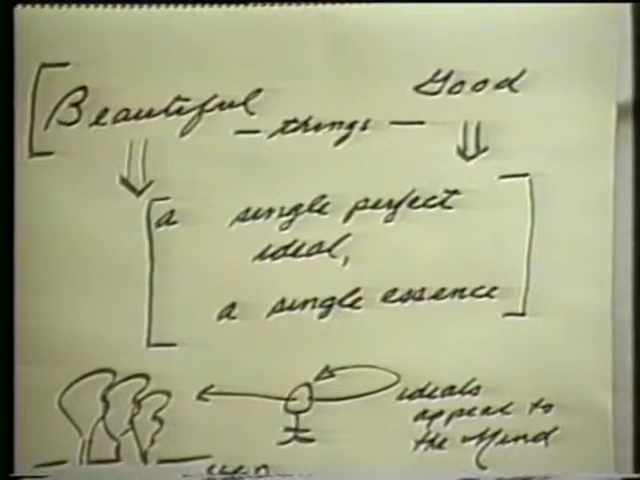 Beautiful
Good
— things —
a single perfect
ideal,
a single essence
ideals
appeal to
the Mind